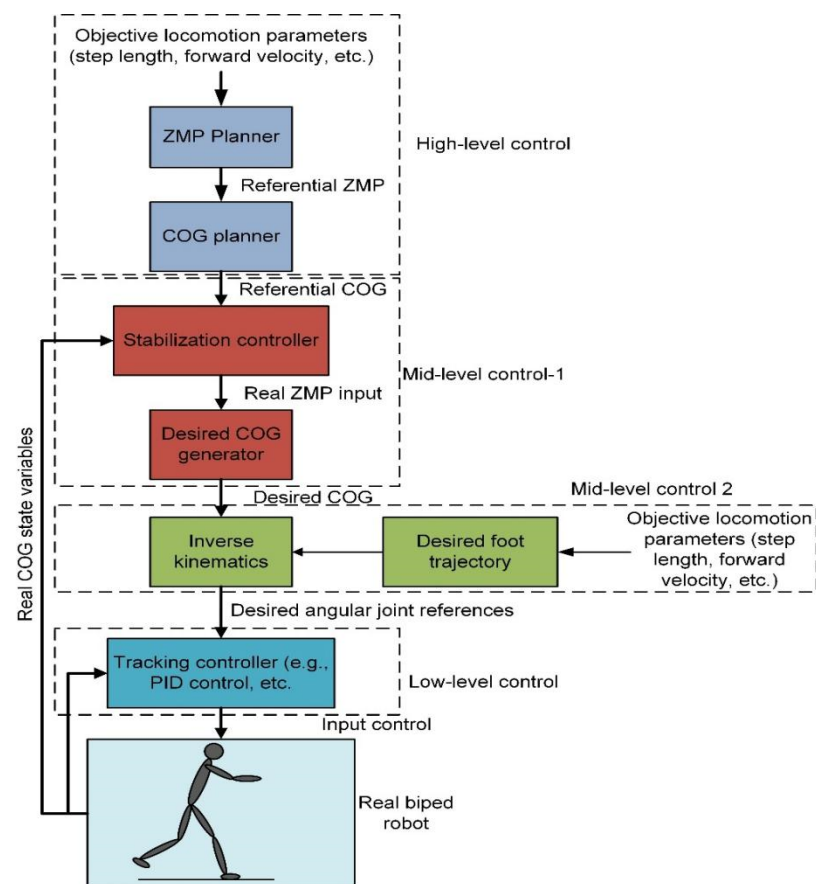 Objective locomotion parameters
(step length, forward velocity, etc.)
ZMP Planner
High-level control
Referential ZMP
COG planner
Referential COG
Stabilization controller
Mid-level control-1
Real ZMP input
Desired COG
generator
Desired COG
Mid-level control 2
Inverse
kinematics
Desired foot
trajectory
Objective locomotion
parameters (step
length, forward
velocity, etc.)
Real COG state variables
Desired angular joint references
Tracking controller (e.g.,
PID control, etc.
Low-level control
Input control
Real biped
robot